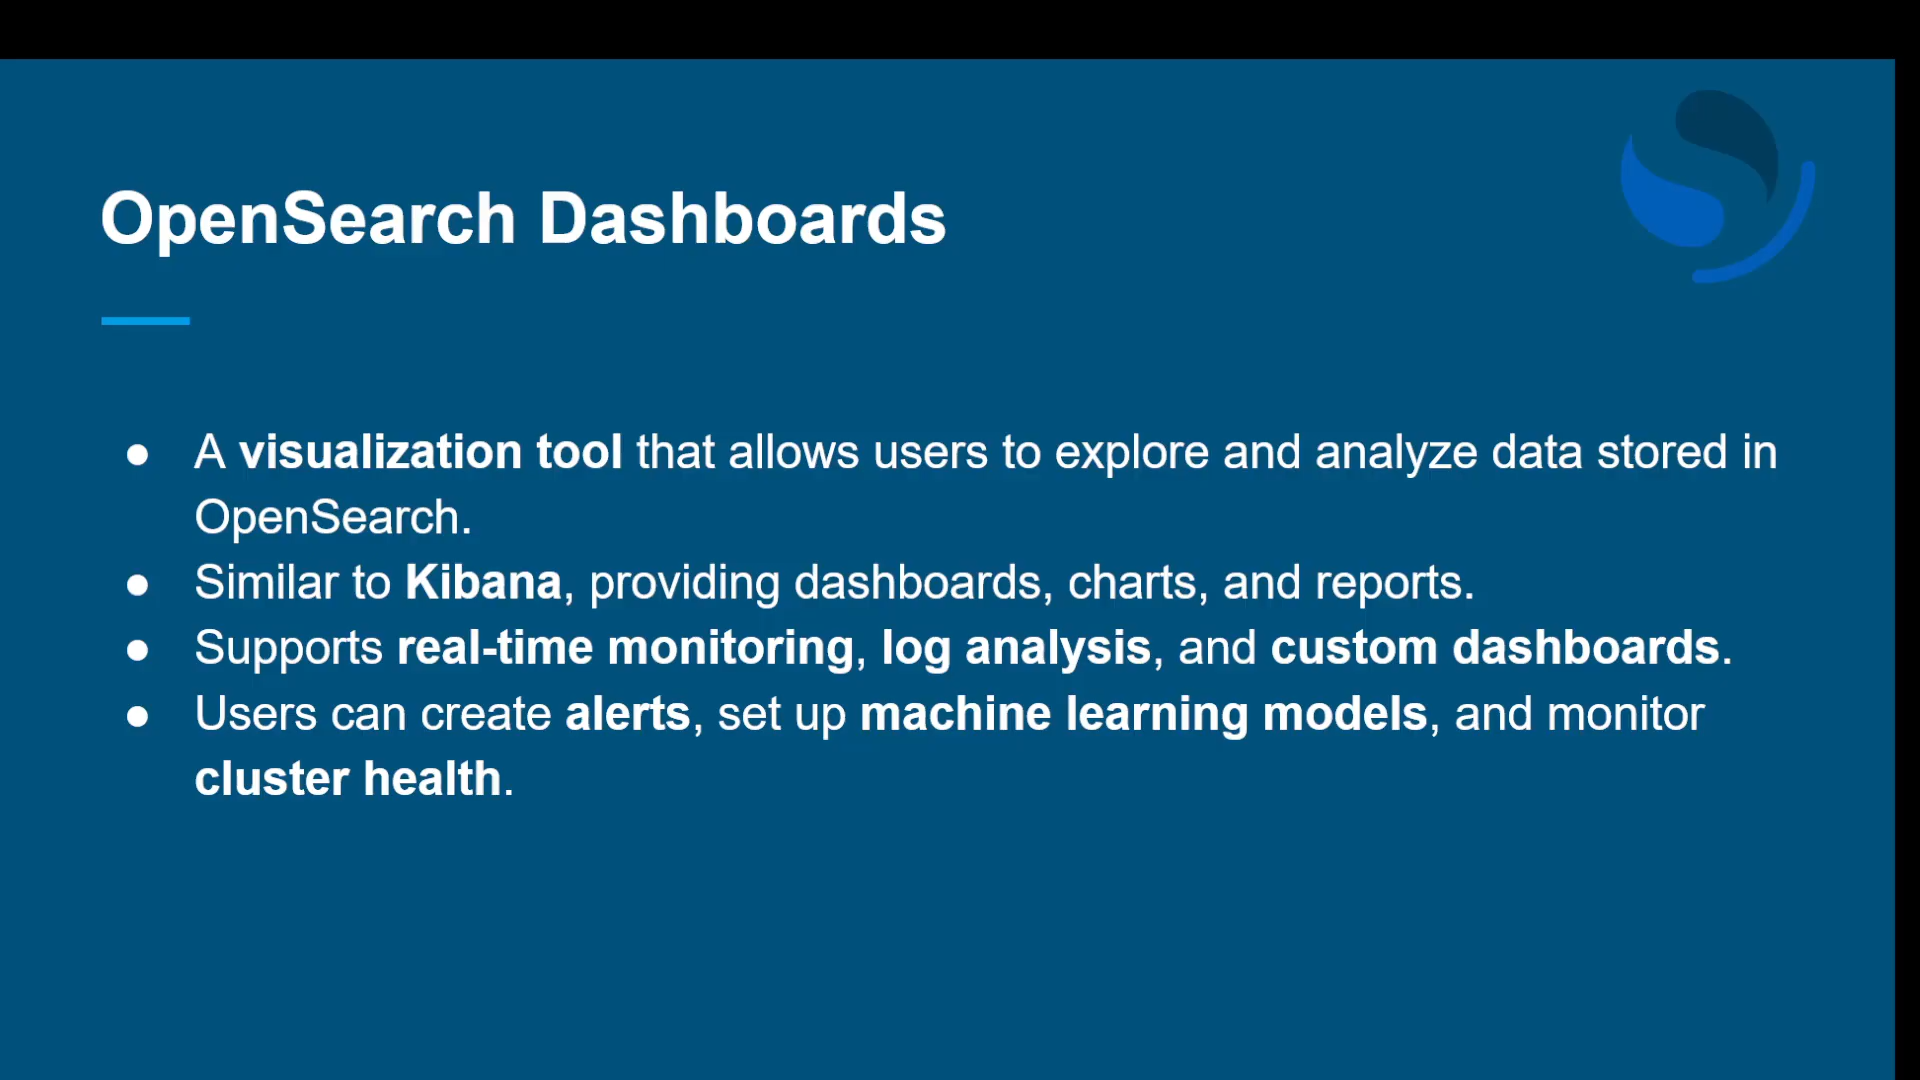 OpenSearch Dashboards
● A visualization tool that allows users to explore and analyze data stored in
OpenSearch.
● Similar to Kibana, providing dashboards, charts, and reports.
● Supports real-time monitoring, log analysis, and custom dashboards.
● Users can create alerts, set up machine learning models, and monitor
cluster health.